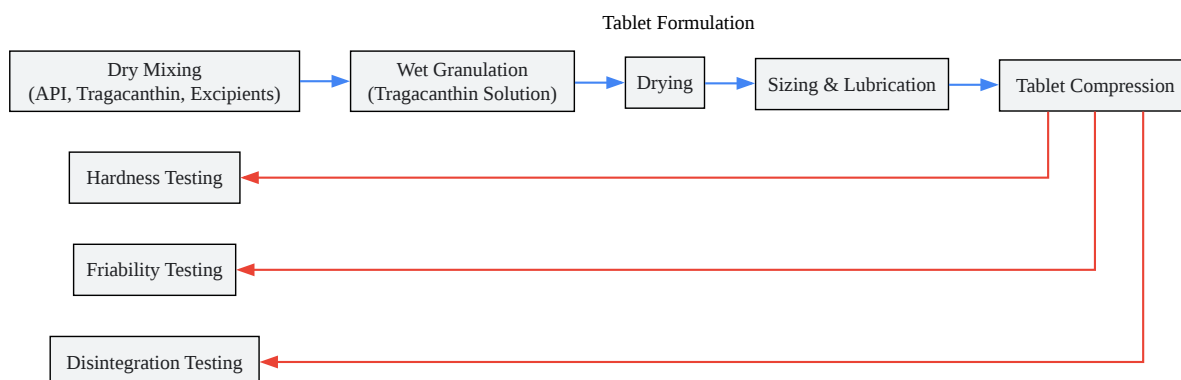 Tablet Formulation
Dry Mixing
(API, Tragacanthin, Excipients)
Wet Granulation
(Tragacanthin Solution)
Drying
Sizing & Lubrication
Tablet Compression
Hardness Testing
Friability Testing
Disintegration Testing